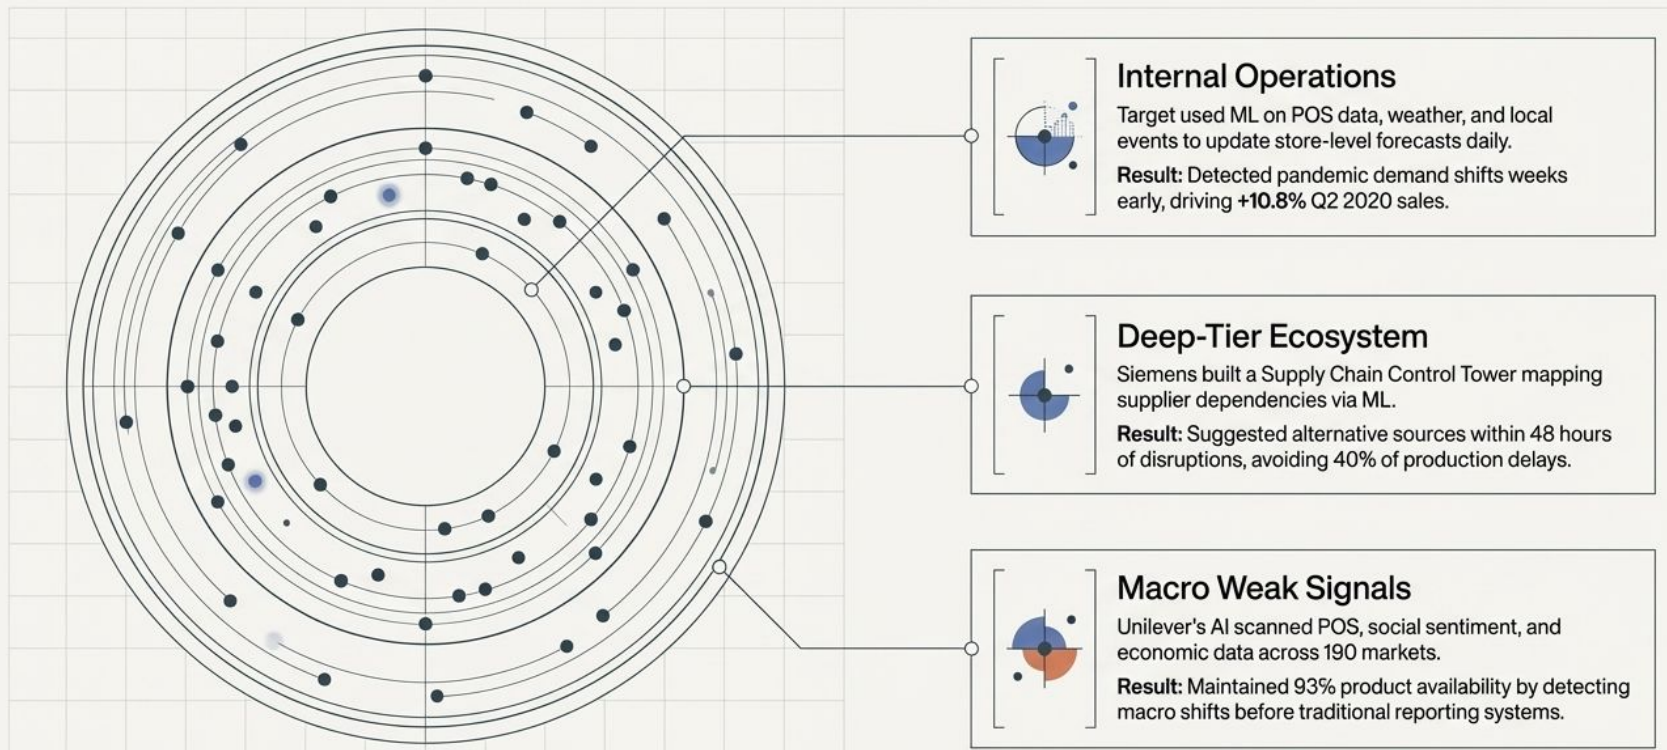 Internal Operations
Target used ML on POS data, weather, and local
events to update store-level forecasts daily.
Result: Detected pandemic demand shifts weeks
early, driving +10.8% Q2 2020 sales.
Deep-Tier Ecosystem
Siemens built a Supply Chain Control Tower mapping
supplier dependencies via ML.
Result: Suggested alternative sources within 48 hours
of disruptions, avoiding 40% of production delays.
Macro Weak Signals
Unilever's AI scanned POS, social sentiment, and
economic data across 190 markets.
Result: Maintained 93% product availability by detecting
macro shifts before traditional reporting systems.